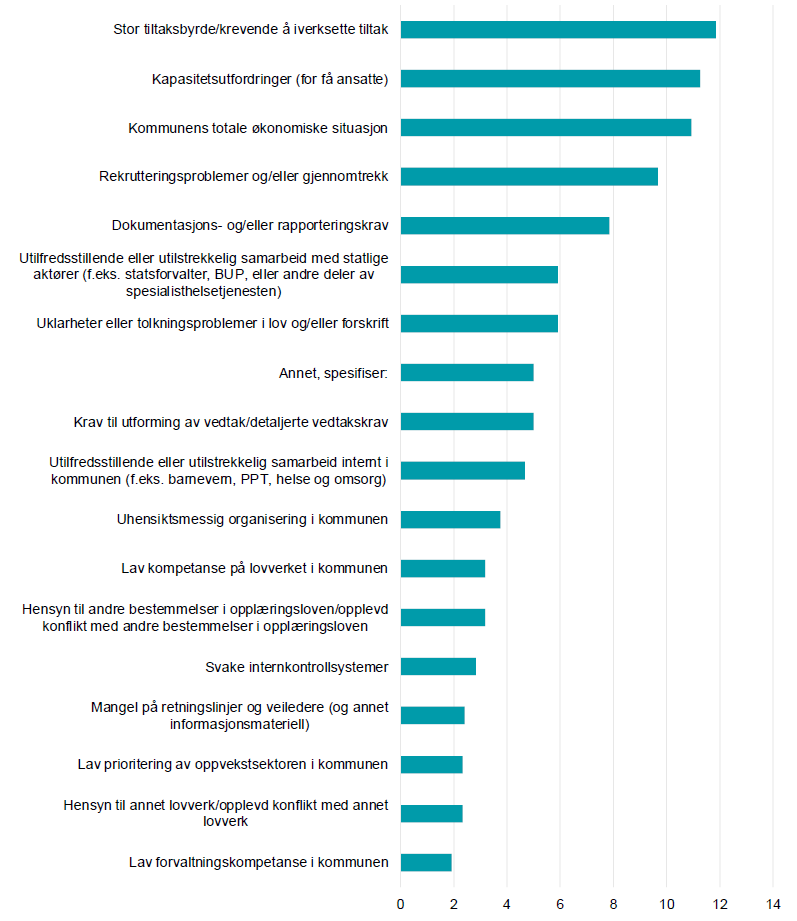 Stor tiltaksbyrde/krevende å iverksette tiltak
Kapasitetsutfordringer (for få ansatte)
Kommunens totale økonomiske situasjon
Rekrutteringsproblemer og/eller gjennomtrekk
Dokumentasjons- og/eller rapporteringskrav
Utilfredsstillende eller utilstrekkelig samarbeid med statlige
aktører (f.eks. statsforvalter, BUP, eller andre deler av
spesialisthelsetjenesten)
Uklarheter eller tolkningsproblemer i lov og/eller forskrift
Annet, spesifiser:
Krav til utforming av vedtak/detaljerte vedtakskrav
Utilfredsstillende eller utilstrekkelig samarbeid internt i
kommunen (f.eks. barnevern, PPT, helse og omsorg)
Uhensiktsmessig organisering i kommunen
Lav kompetanse på lovverket i kommunen
Hensyn til andre bestemmelser i opplæringsloven/opplevd
konflikt med andre bestemmelser i opplæringsloven
Svake internkontrollsystemer
Mangel på retningslinjer og veiledere (og annet
informasjonsmateriell)
Lav prioritering av oppvekstsektoren i kommunen
Hensyn til annet lovverk/opplevd konflikt med annet
lovverk
Lav forvaltningskompetanse i kommunen
0 2 4 6 8 10 12 14